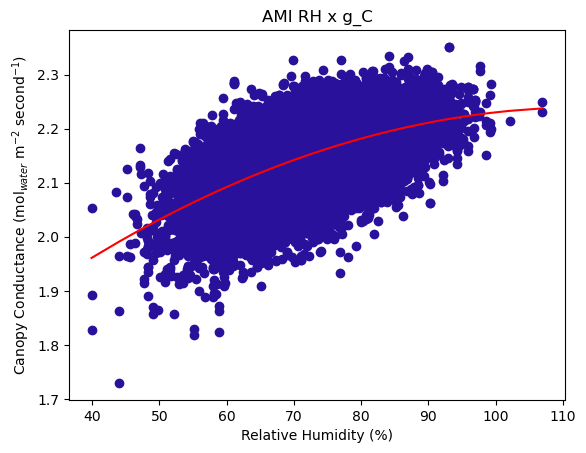 AMI RH x g_C
Canopy Conductance (mol_water m⁻² second⁻¹)
2.3
2.2
2.1
2.0
1.9
1.8
1.7
40 50 60 70 80 90 100 110
Relative Humidity (%)